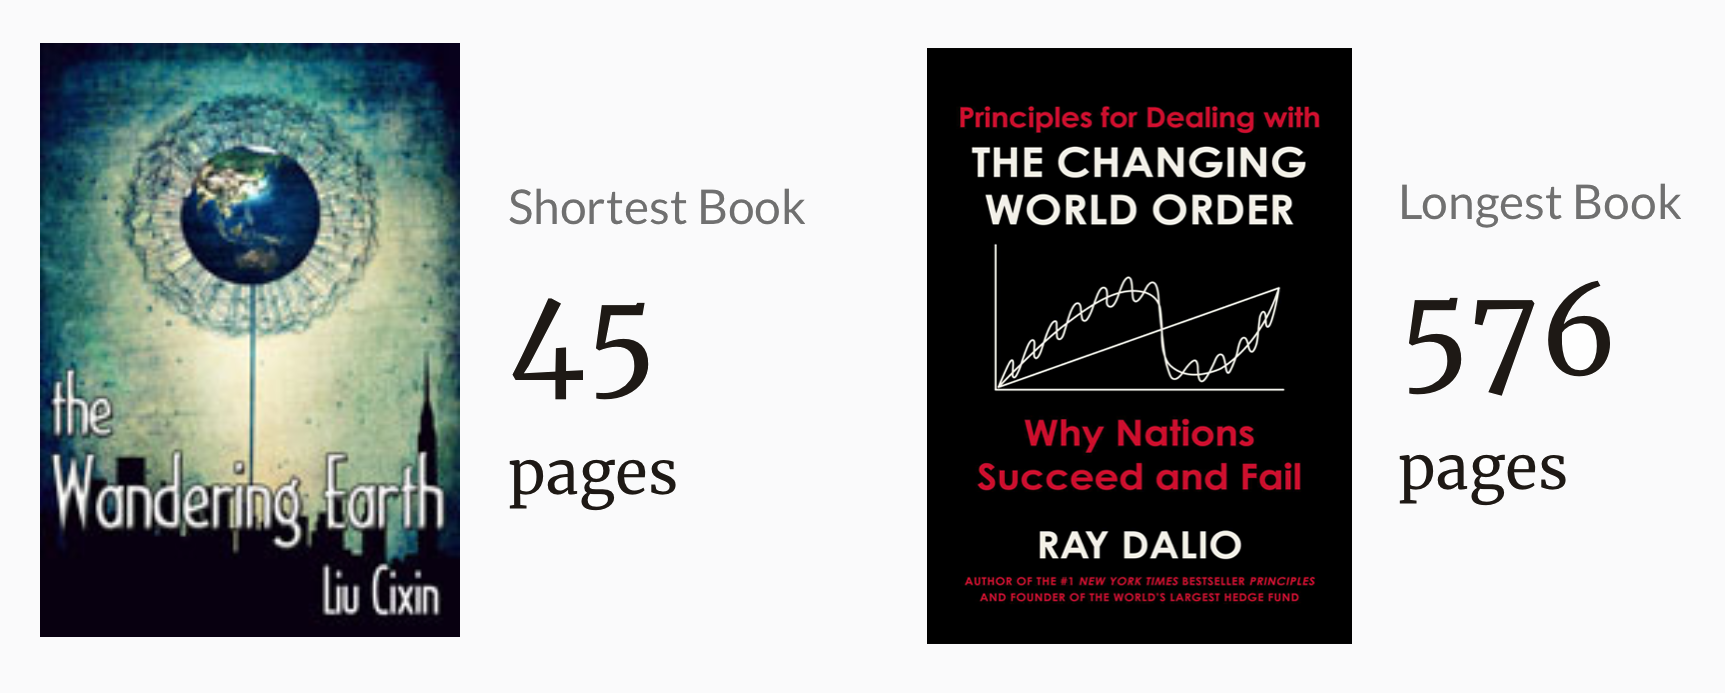 the
Wandering Earth
Liu Cixin
Shortest Book
45
pages
Principles for Dealing with
THE CHANGING
WORLD ORDER
Why Nations
Succeed and Fail
RAY DALIO
AUTHOR OF THE #1 NEW YORK TIMES BESTSELLER PRINCIPLES
AND FOUNDER OF THE WORLD'S LARGEST HEDGE FUND
Longest Book
576
pages